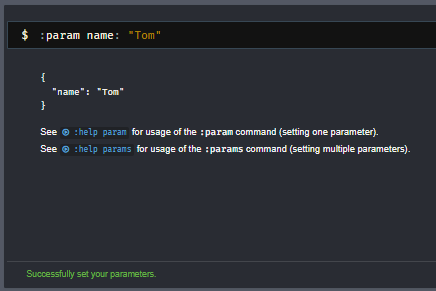 $ :param name: "Tom"
{
"name": "Tom"
}
See :help param for usage of the :param command (setting one parameter).
See :help params for usage of the :params command (setting multiple parameters).
Successfully set your parameters.